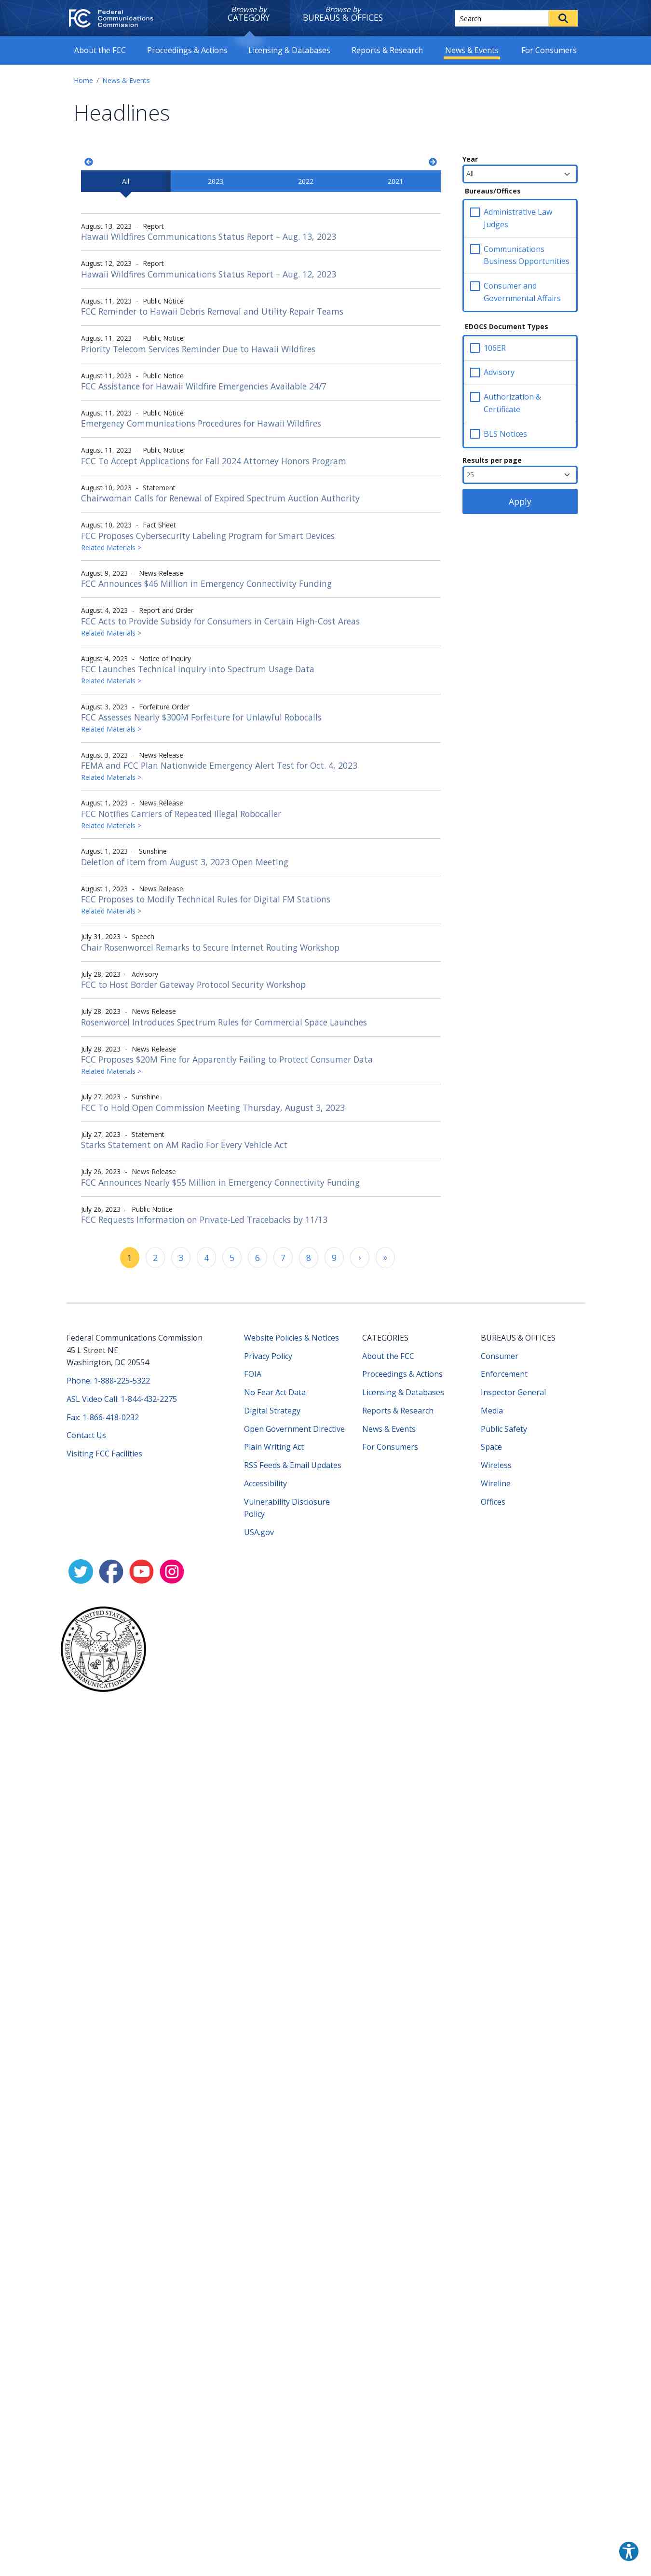 FCC Federal
Communications
Commission
Browse by
CATEGORY
Browse by
BUREAUS & OFFICES
Search
About the FCC
Proceedings & Actions
Licensing & Databases
Reports & Research
News & Events
For Consumers
Home / News & Events
Headlines
All
2023
2022
2021
August 13, 2023 - Report
Hawaii Wildfires Communications Status Report – Aug. 13, 2023
August 12, 2023 - Report
Hawaii Wildfires Communications Status Report – Aug. 12, 2023
August 11, 2023 - Public Notice
FCC Reminder to Hawaii Debris Removal and Utility Repair Teams
August 11, 2023 - Public Notice
Priority Telecom Services Reminder Due to Hawaii Wildfires
August 11, 2023 - Public Notice
FCC Assistance for Hawaii Wildfire Emergencies Available 24/7
August 11, 2023 - Public Notice
Emergency Communications Procedures for Hawaii Wildfires
August 11, 2023 - Public Notice
FCC To Accept Applications for Fall 2024 Attorney Honors Program
August 10, 2023 - Statement
Chairwoman Calls for Renewal of Expired Spectrum Auction Authority
August 10, 2023 - Fact Sheet
FCC Proposes Cybersecurity Labeling Program for Smart Devices
Related Materials >
August 9, 2023 - News Release
FCC Announces $46 Million in Emergency Connectivity Funding
August 4, 2023 - Report and Order
FCC Acts to Provide Subsidy for Consumers in Certain High-Cost Areas
Related Materials >
August 4, 2023 - Notice of Inquiry
FCC Launches Technical Inquiry Into Spectrum Usage Data
Related Materials >
August 3, 2023 - Forfeiture Order
FCC Assesses Nearly $300M Forfeiture for Unlawful Robocalls
Related Materials >
August 3, 2023 - News Release
FEMA and FCC Plan Nationwide Emergency Alert Test for Oct. 4, 2023
Related Materials >
August 1, 2023 - News Release
FCC Notifies Carriers of Repeated Illegal Robocaller
Related Materials >
August 1, 2023 - Sunshine
Deletion of Item from August 3, 2023 Open Meeting
August 1, 2023 - News Release
FCC Proposes to Modify Technical Rules for Digital FM Stations
Related Materials >
July 31, 2023 - Speech
Chair Rosenworcel Remarks to Secure Internet Routing Workshop
July 28, 2023 - Advisory
FCC to Host Border Gateway Protocol Security Workshop
July 28, 2023 - News Release
Rosenworcel Introduces Spectrum Rules for Commercial Space Launches
July 28, 2023 - News Release
FCC Proposes $20M Fine for Apparently Failing to Protect Consumer Data
Related Materials >
July 27, 2023 - Sunshine
FCC To Hold Open Commission Meeting Thursday, August 3, 2023
July 27, 2023 - Statement
Starks Statement on AM Radio For Every Vehicle Act
July 26, 2023 - News Release
FCC Announces Nearly $55 Million in Emergency Connectivity Funding
July 26, 2023 - Public Notice
FCC Requests Information on Private-Led Tracebacks by 11/13
1 2 3 4 5 6 7 8 9 › »
Year
All
Bureaus/Offices
Administrative Law
Judges
Communications
Business Opportunities
Consumer and
Governmental Affairs
EDOCS Document Types
106ER
Advisory
Authorization &
Certificate
BLS Notices
Results per page
25
Apply
Federal Communications Commission
45 L Street NE
Washington, DC 20554
Phone: 1-888-225-5322
ASL Video Call: 1-844-432-2275
Fax: 1-866-418-0232
Contact Us
Visiting FCC Facilities
Website Policies & Notices
Privacy Policy
FOIA
No Fear Act Data
Digital Strategy
Open Government Directive
Plain Writing Act
RSS Feeds & Email Updates
Accessibility
Vulnerability Disclosure
Policy
USA.gov
CATEGORIES
About the FCC
Proceedings & Actions
Licensing & Databases
Reports & Research
News & Events
For Consumers
BUREAUS & OFFICES
Consumer
Enforcement
Inspector General
Media
Public Safety
Space
Wireless
Wireline
Offices
UNITED STATES
FEDERAL COMMUNICATIONS COMMISSION